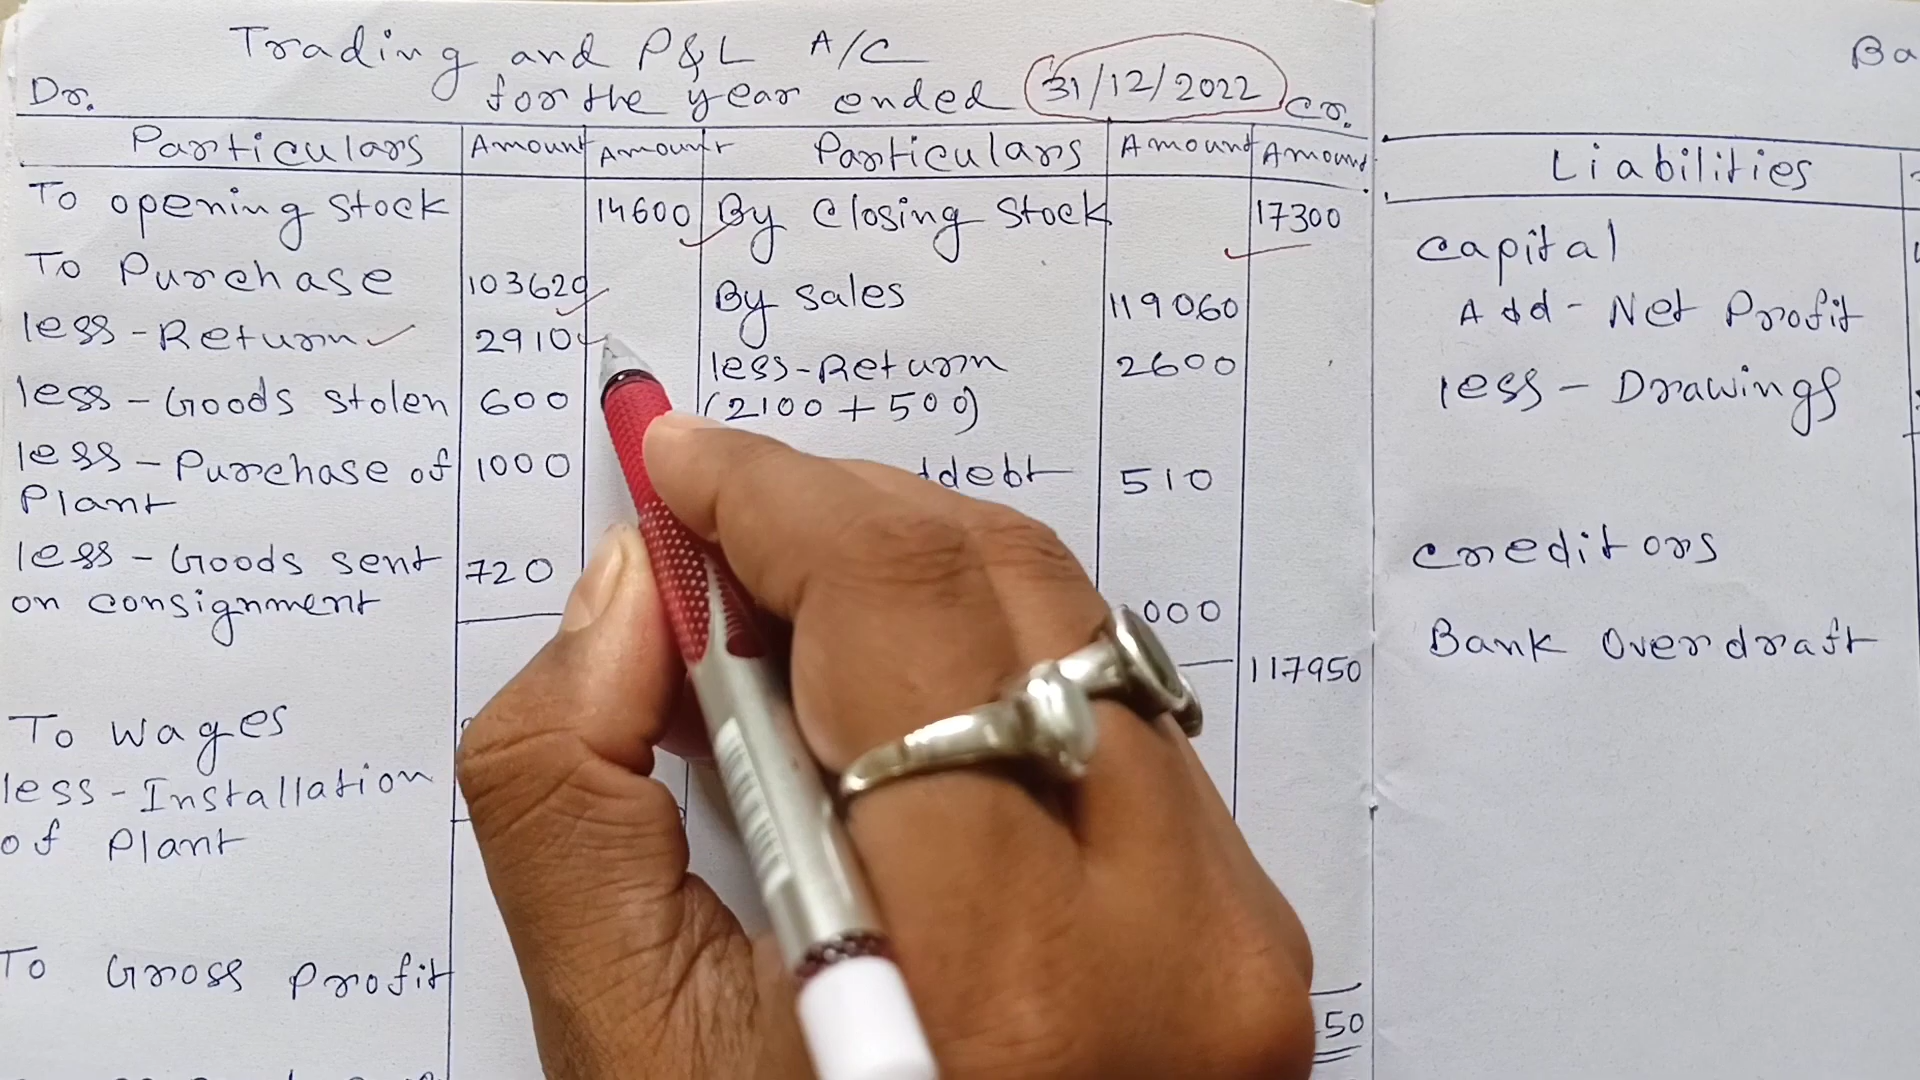 Trading and P&L A/C
Ba
Dr. for the year ended 31/12/2022 Cr.
Particulars Amount Amount Particulars Amount Amount
Liabilities
To opening stock 14600 By Closing Stock 17300
Capital
To Purchase 103620 By sales 119060
Add - Net Profit
less - Return 2910 less - Return 2600
(2100 + 500)
less - Drawings
less - Goods stolen 600
less - Purchase of 1000 debt 510
Plant
less - Goods sent 720
on consignment 000
creditors
117950
Bank Overdraft
To wages
less - Installation
of Plant
To Gross Profit
50